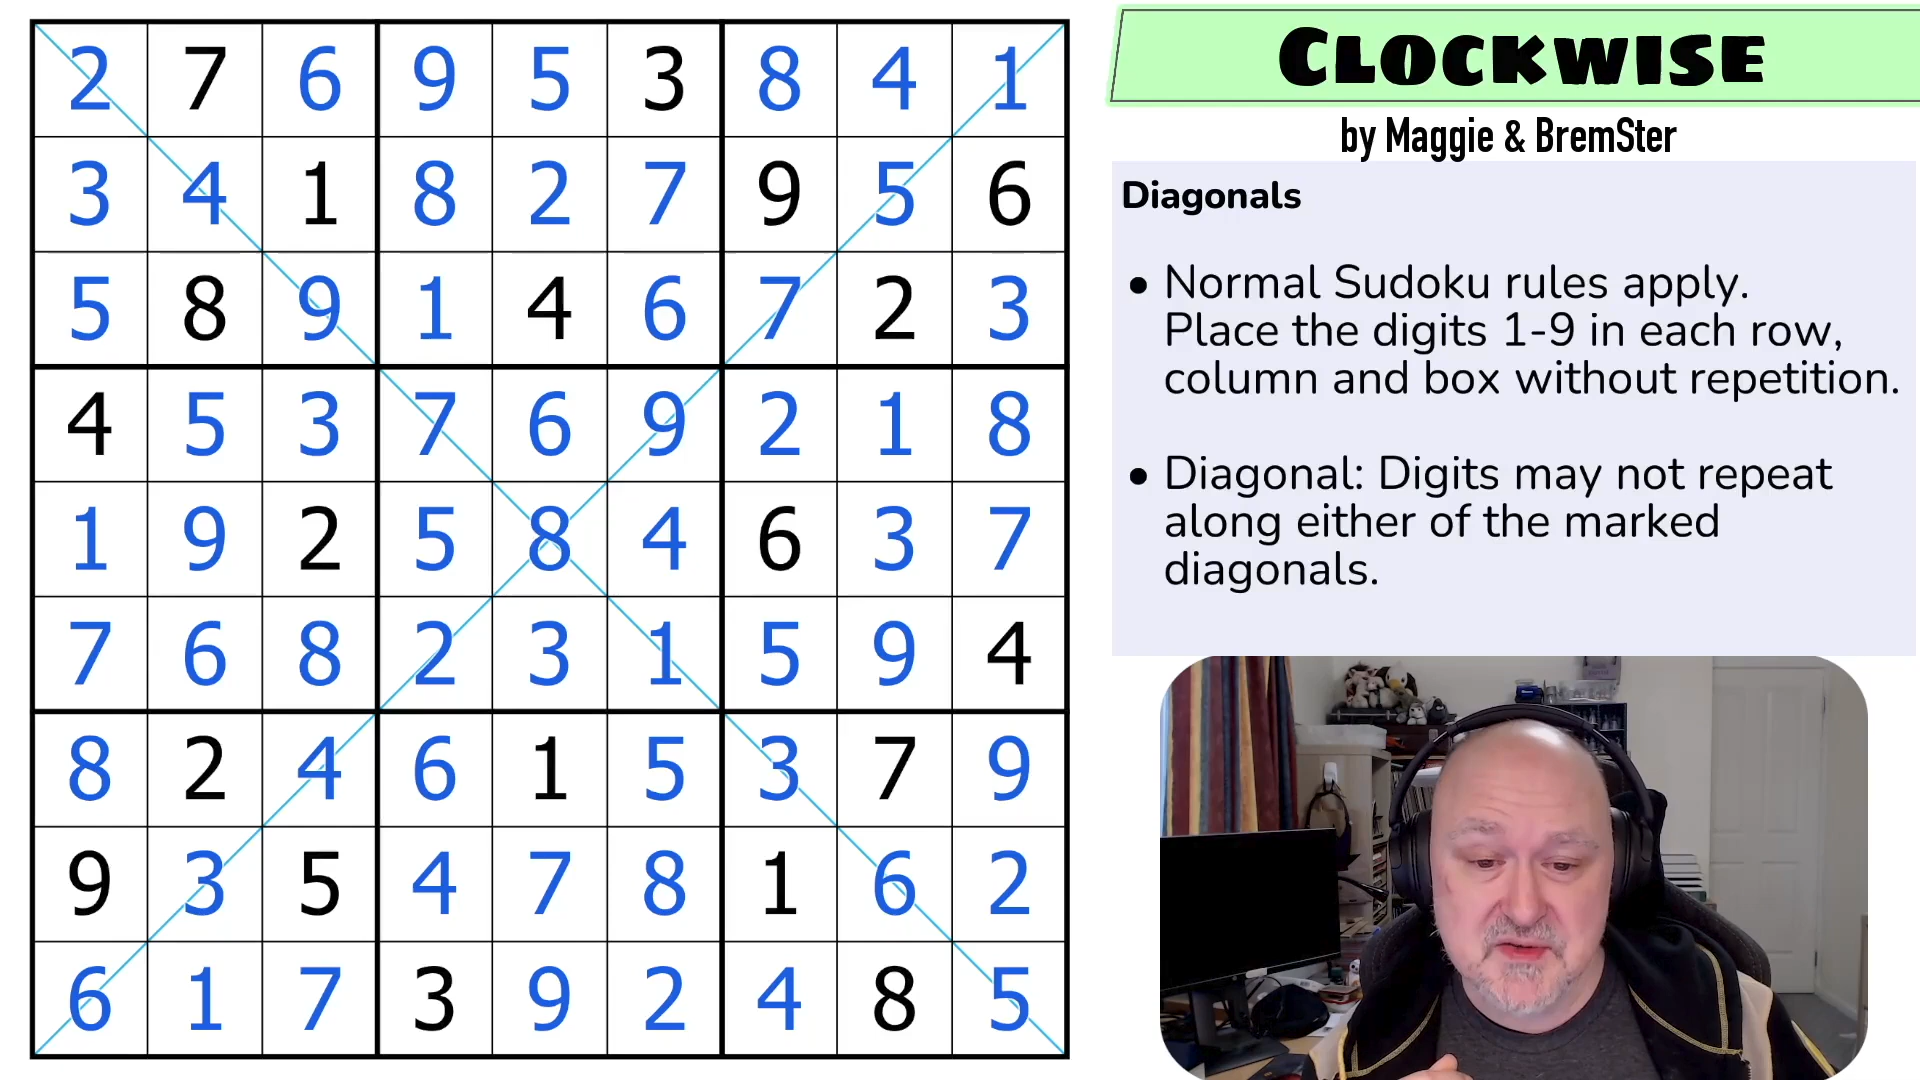 2 7 6 9 5 3 8 4 1
3 4 1 8 2 7 9 5 6
5 8 9 1 4 6 7 2 3
4 5 3 7 6 9 2 1 8
1 9 2 5 8 4 6 3 7
7 6 8 2 3 1 5 9 4
8 2 4 6 1 5 3 7 9
9 3 5 4 7 8 1 6 2
6 1 7 3 9 2 4 8 5
CLOCKWISE
by Maggie & BremSter
Diagonals
• Normal Sudoku rules apply.
Place the digits 1-9 in each row,
column and box without repetition.
• Diagonal: Digits may not repeat
along either of the marked
diagonals.